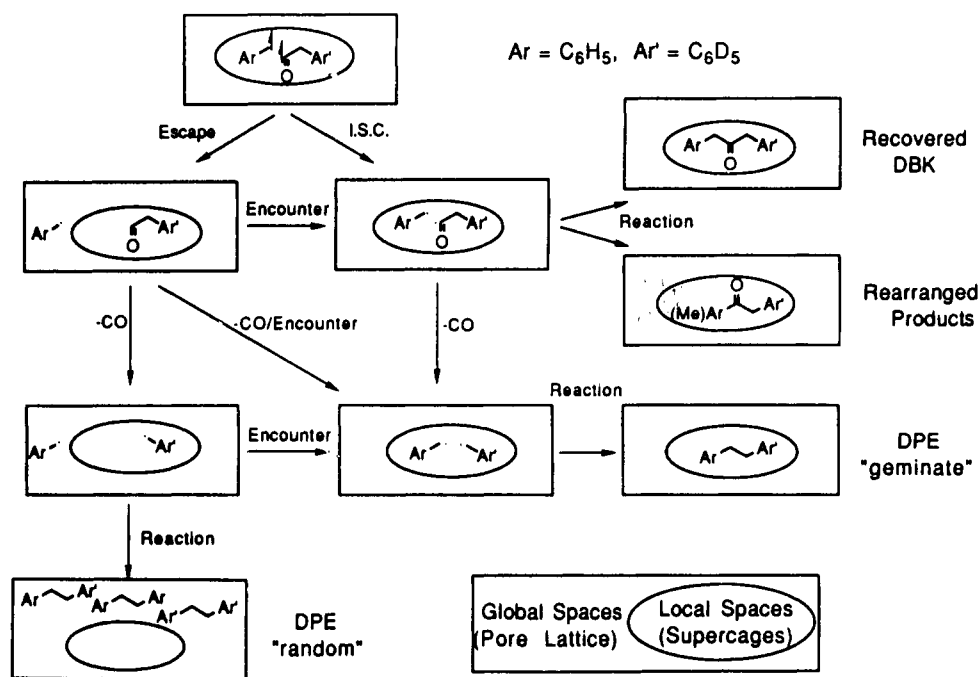 Ar Ar'
O
Ar = C6H5, Ar' = C6D5
Escape
I.S.C.
Ar Ar'
O
Recovered
DBK
Ar
Ar'
O
Encounter
Ar Ar'
O
Reaction
O
(Me)Ar Ar'
Rearranged
Products
-CO
-CO/Encounter
-CO
Reaction
Ar
Ar'
Encounter
Ar Ar'
Ar Ar'
DPE
"geminate"
Reaction
Ar Ar'
Ar Ar
Ar' Ar'
DPE
"random"
Global Spaces
(Pore Lattice)
Local Spaces
(Supercages)